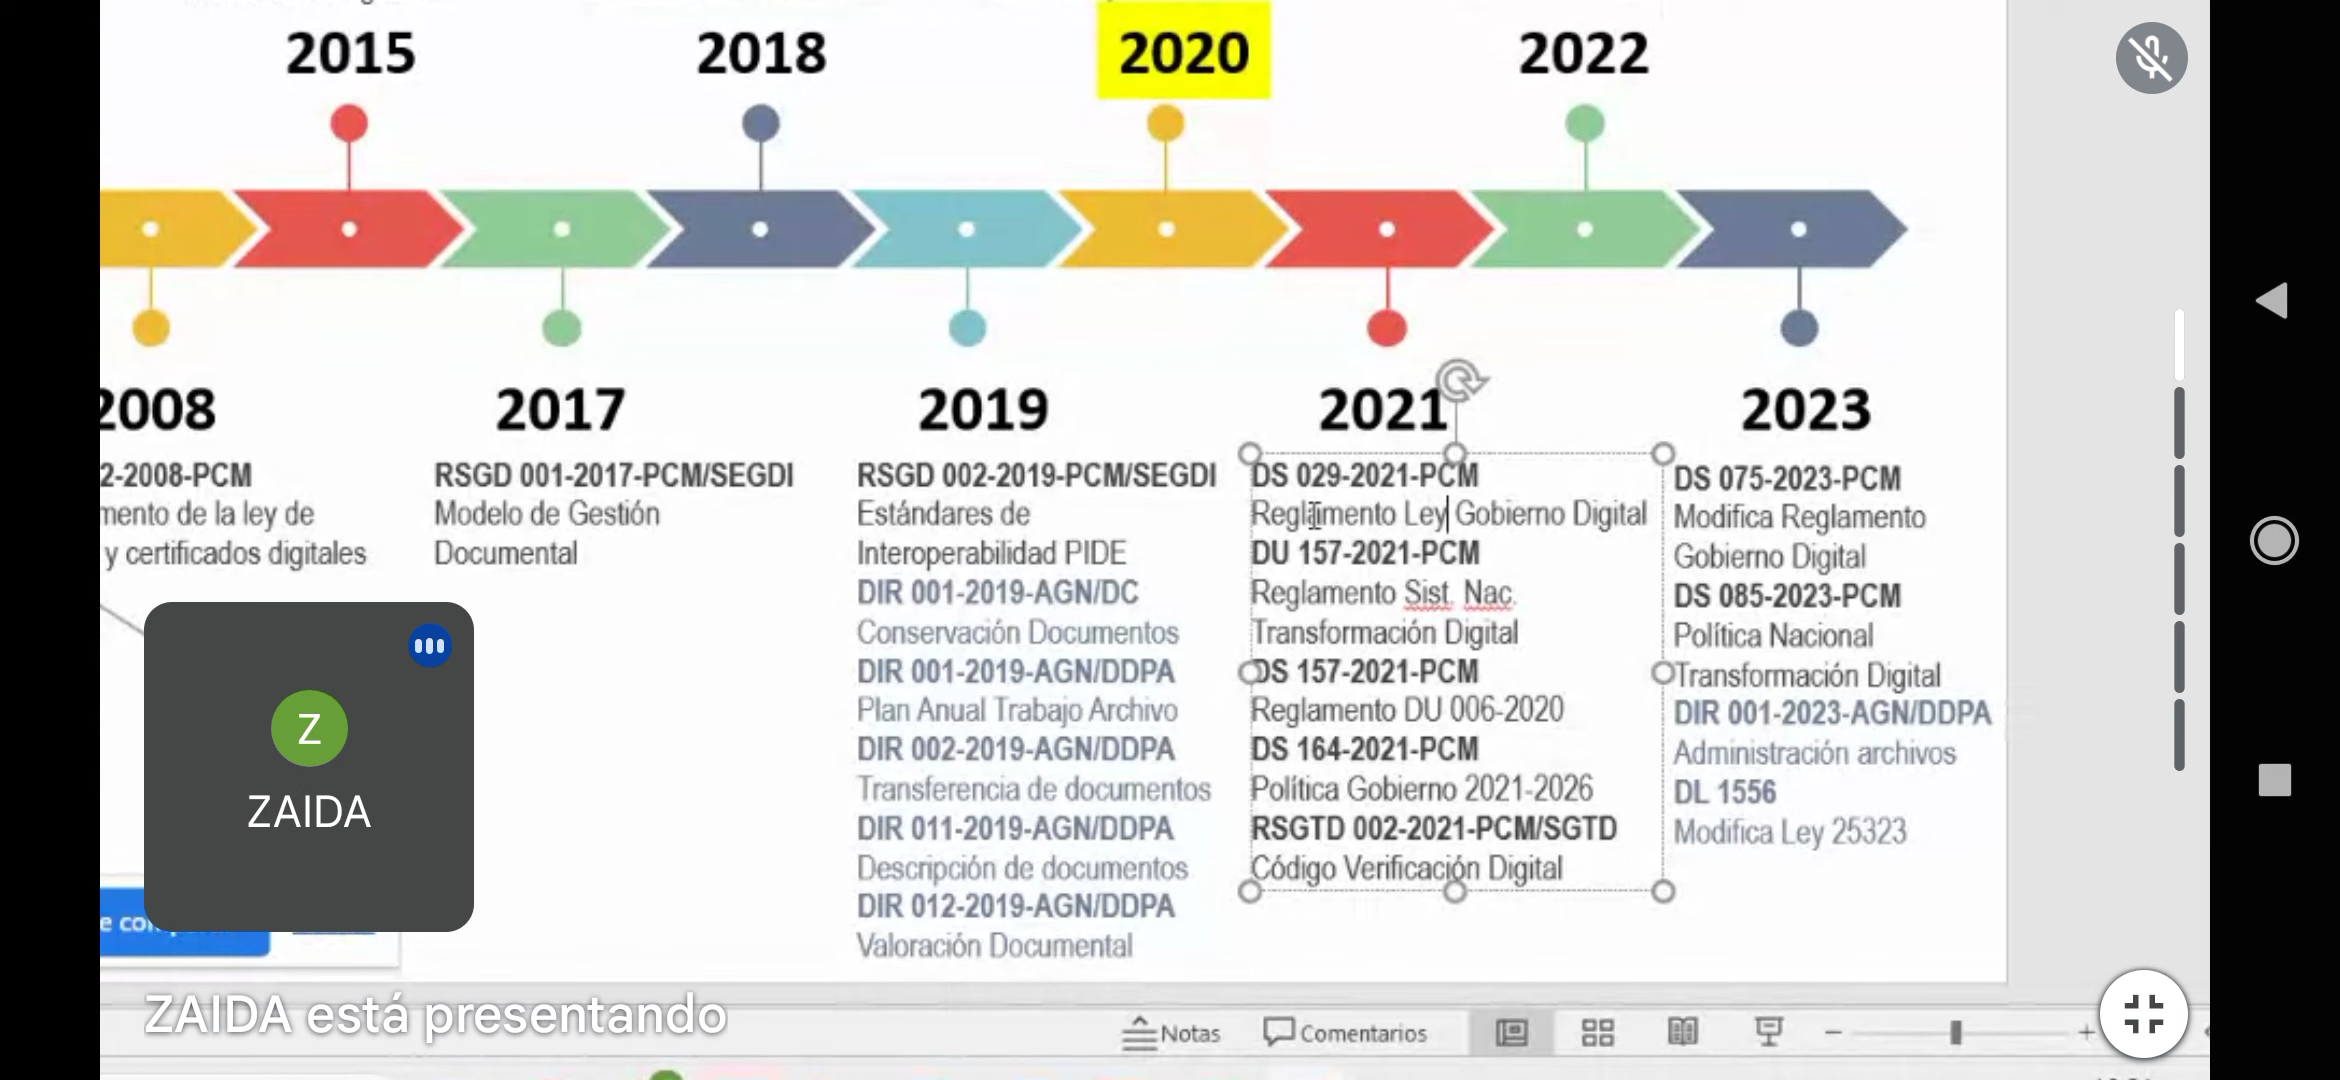 2015
2018
2020
2022
2008
2017
2019
2021
2023
2-2008-PCM
mento de la ley de
y certificados digitales
RSGD 001-2017-PCM/SEGDI
Modelo de Gestión
Documental
RSGD 002-2019-PCM/SEGDI
Estándares de
Interoperabilidad PIDE
DIR 001-2019-AGN/DC
Conservación Documentos
DIR 001-2019-AGN/DDPA
Plan Anual Trabajo Archivo
DIR 002-2019-AGN/DDPA
Transferencia de documentos
DIR 011-2019-AGN/DDPA
Descripción de documentos
DIR 012-2019-AGN/DDPA
Valoración Documental
DS 029-2021-PCM
Reglamento Ley Gobierno Digital
DU 157-2021-PCM
Reglamento Sist. Nac.
Transformación Digital
DS 157-2021-PCM
Reglamento DU 006-2020
DS 164-2021-PCM
Política Gobierno 2021-2026
RSGTD 002-2021-PCM/SGTD
Código Verificación Digital
DS 075-2023-PCM
Modifica Reglamento
Gobierno Digital
DS 085-2023-PCM
Política Nacional
Transformación Digital
DIR 001-2023-AGN/DDPA
Administración archivos
DL 1556
Modifica Ley 25323
Z
ZAIDA
ZAIDA está presentando
Notas
Comentarios